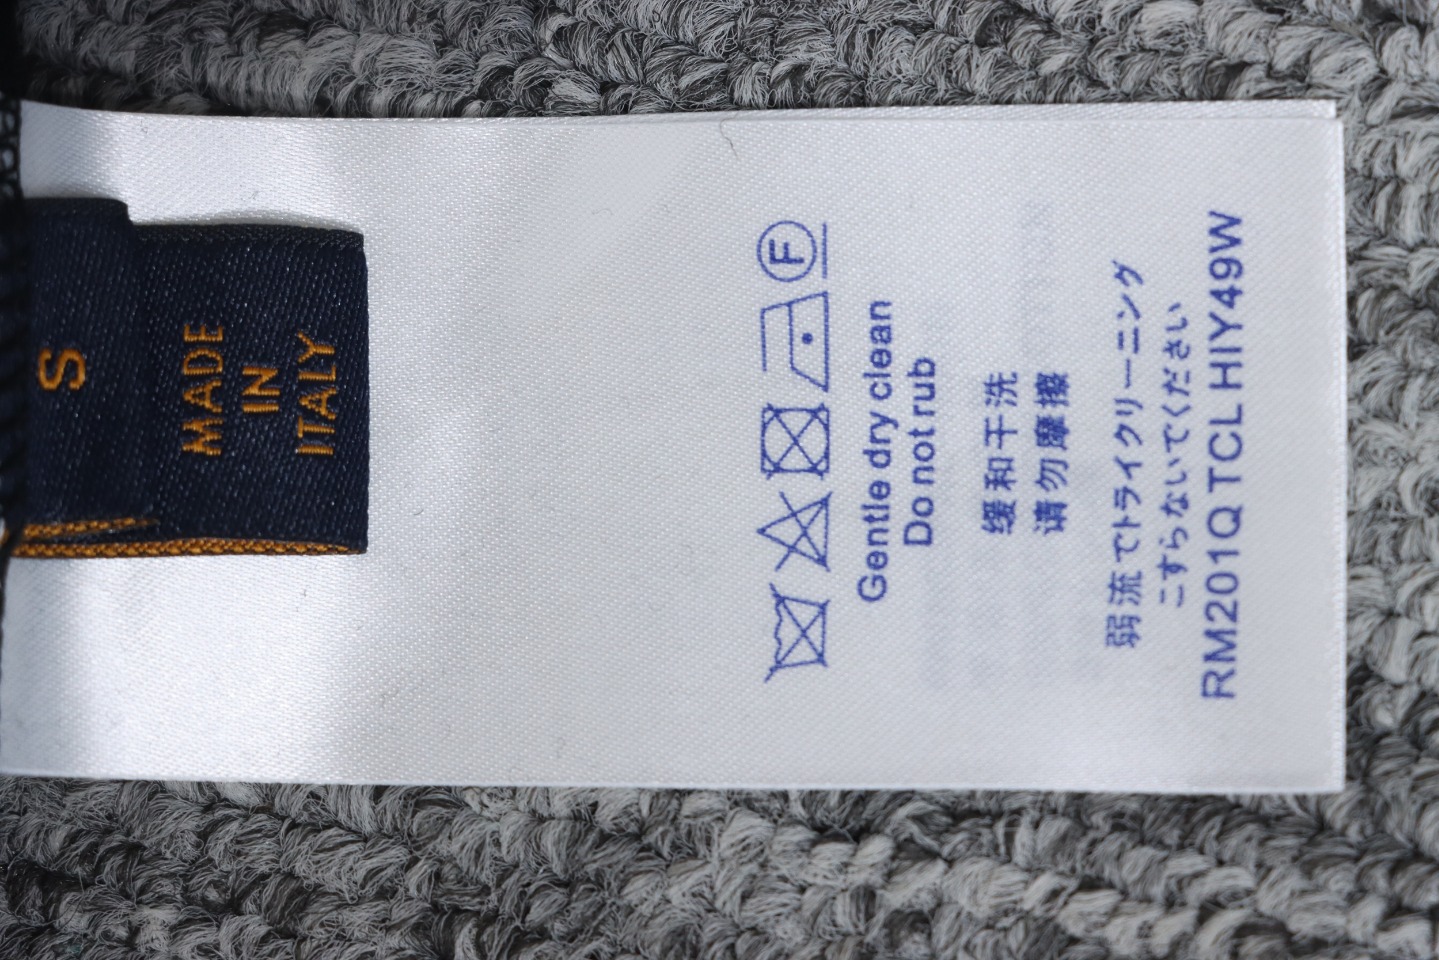 S
MADE
IN
ITALY
F
Gentle dry clean
Do not rub
缓和干洗
请勿摩擦
弱流でトライクリーニング
こすらないてください
RM201Q TCL HIY49W